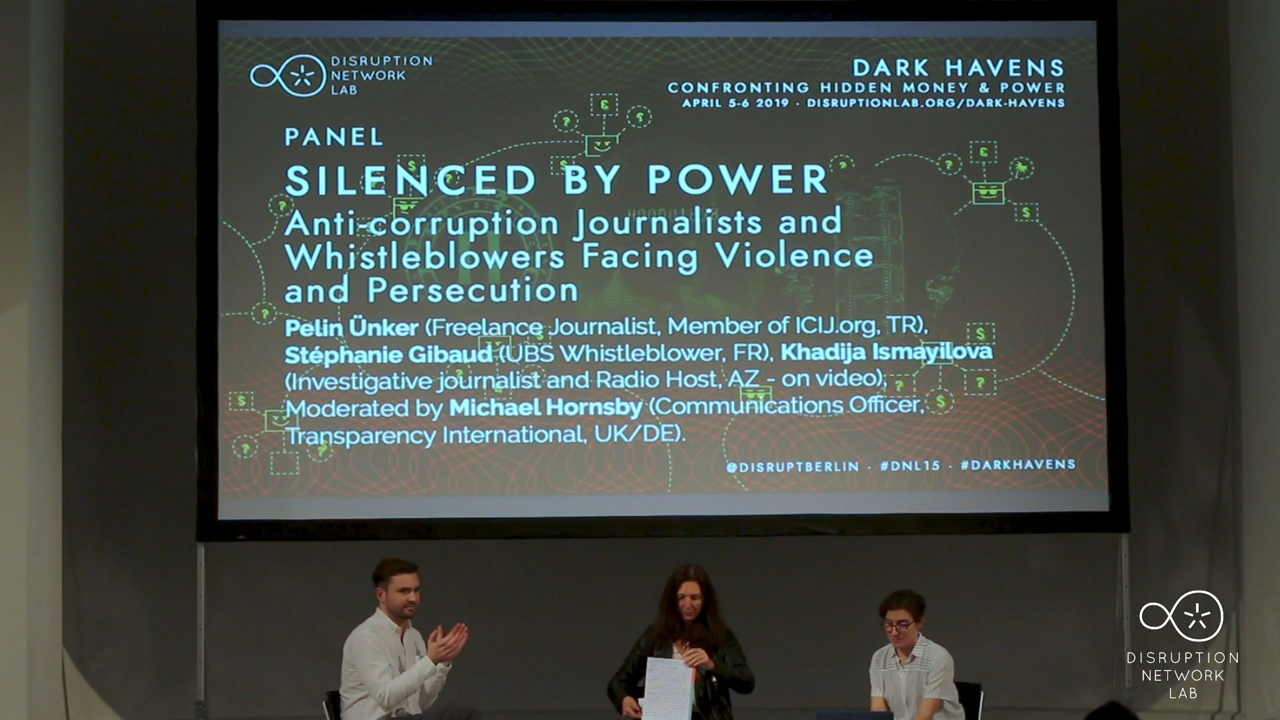 DISRUPTION
NETWORK
LAB
DARK HAVENS
CONFRONTING HIDDEN MONEY & POWER
APRIL 5-6 2019 · DISRUPTIONLAB.ORG/DARK-HAVENS
PANEL
SILENCED BY POWER
Anti-corruption Journalists and
Whistleblowers Facing Violence
and Persecution
Pelin Ünker (Freelance Journalist, Member of ICIJ.org, TR),
Stéphanie Gibaud (UBS Whistleblower, FR), Khadija Ismayilova
(Investigative journalist and Radio Host, AZ - on video),
Moderated by Michael Hornsby (Communications Officer,
Transparency International, UK/DE).
@DISRUPTBERLIN · #DNL15 · #DARKHAVENS
DISRUPTION
NETWORK
LAB